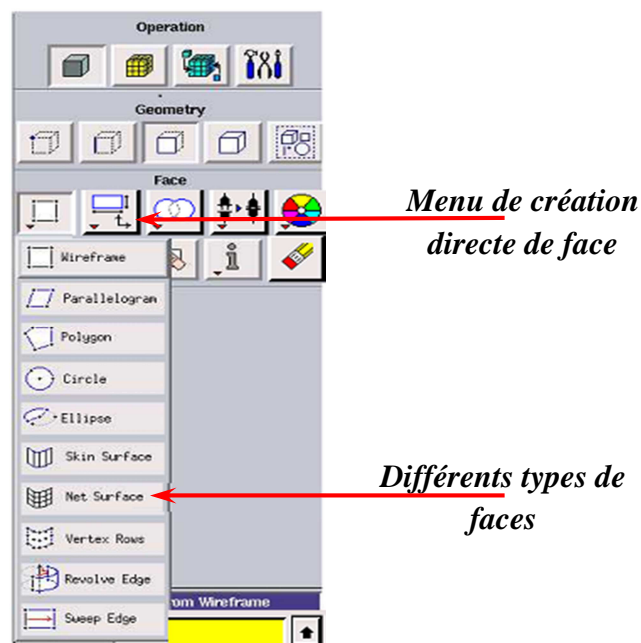 Operation
Geometry
Face
Menu de création
directe de face
Wireframe
Parallelogram
Polygon
Circle
Ellipse
Skin Surface
Net Surface
Différents types de
faces
Vertex Rows
Revolve Edge
Sweep Edge
om Wireframe